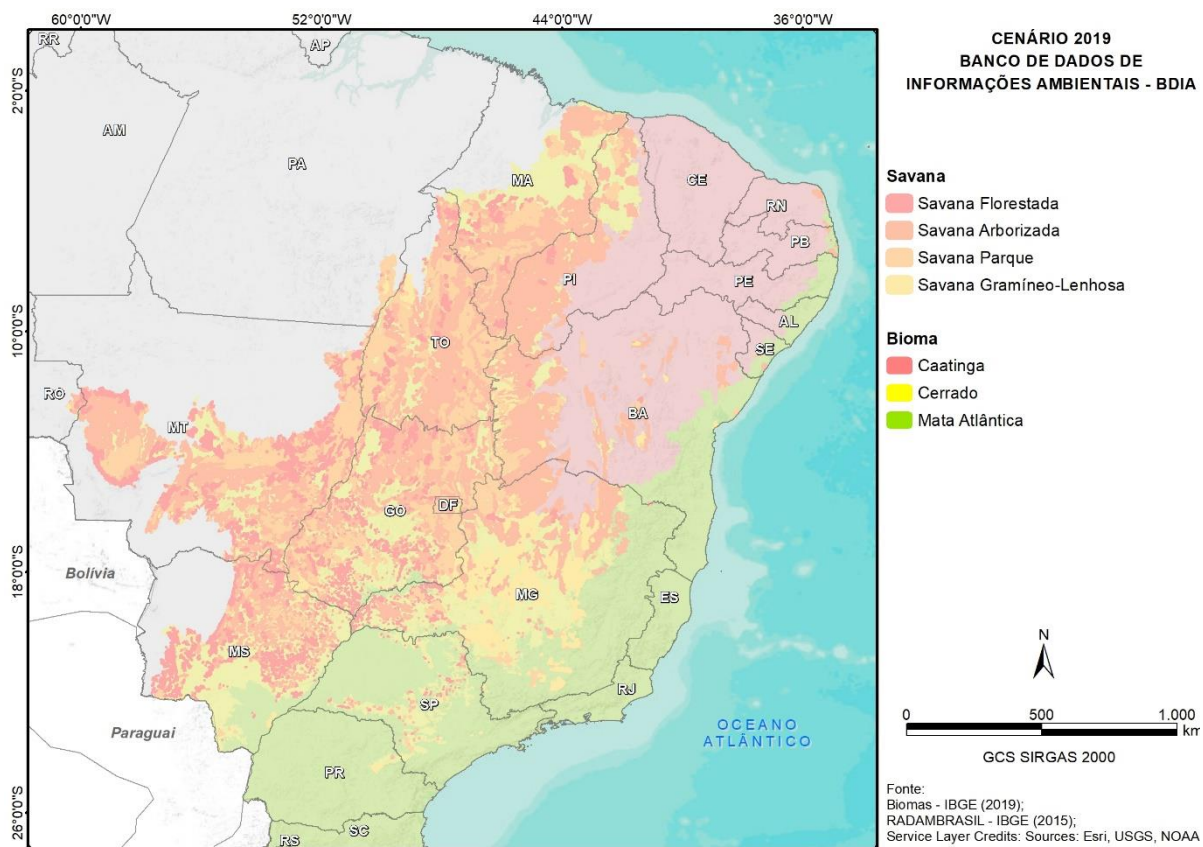 60°0'0"W 52°0'0"W 44°0'0"W 36°0'0"W
2°0'0"S
10°0'0"S
18°0'0"S
26°0'0"S
RR
AP
AM
PA
MA
CE
RN
PB
PI
PE
AL
TO
SE
RO
MT
BA
DF
GO
Bolívia
MG
ES
MS
RJ
SP
Paraguai
OCEANO
ATLÂNTICO
PR
SC
RS
CENÁRIO 2019
BANCO DE DADOS DE
INFORMAÇÕES AMBIENTAIS - BDIA
Savana
Savana Florestada
Savana Arborizada
Savana Parque
Savana Gramíneo-Lenhosa
Bioma
Caatinga
Cerrado
Mata Atlântica
N
0 500 1.000
km
GCS SIRGAS 2000
Fonte:
Biomas - IBGE (2019);
RADAMBRASIL - IBGE (2015);
Service Layer Credits: Sources: Esri, USGS, NOAA